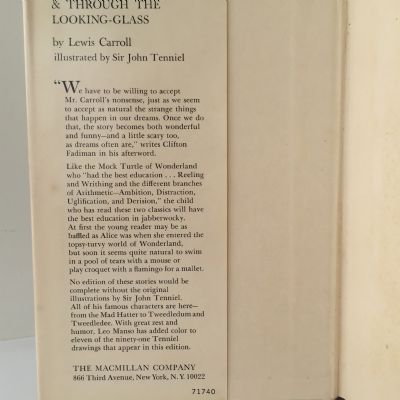 & THROUGH THE
LOOKING-GLASS
by Lewis Carroll
illustrated by Sir John Tenniel
“We have to be willing to accept
Mr. Carroll's nonsense, just as we seem
to accept as natural the strange things
that happen in our dreams. Once we do
that, the story becomes both wonderful
and funny—and a little scary too,
as dreams often are,” writes Clifton
Fadiman in his afterword.
Like the Mock Turtle of Wonderland
who “had the best education . . . Reeling
and Writhing and the different branches
of Arithmetic—Ambition, Distraction,
Uglification, and Derision,” the child
who has read these two classics will have
the best education in jabberwocky.
At first the young reader may be as
baffled as Alice was when she entered the
topsy-turvy world of Wonderland,
but soon it seems quite natural to swim
in a pool of tears with a mouse or
play croquet with a flamingo for a mallet.
No edition of these stories would be
complete without the original
illustrations by Sir John Tenniel.
All of his famous characters are here—
from the Mad Hatter to Tweedledum and
Tweedledee. With great rest and
humor, Leo Manso has added color to
eleven of the ninety-one Tenniel
drawings that appear in this edition.
THE MACMILLAN COMPANY
866 Third Avenue, New York, N.Y. 10022
71740